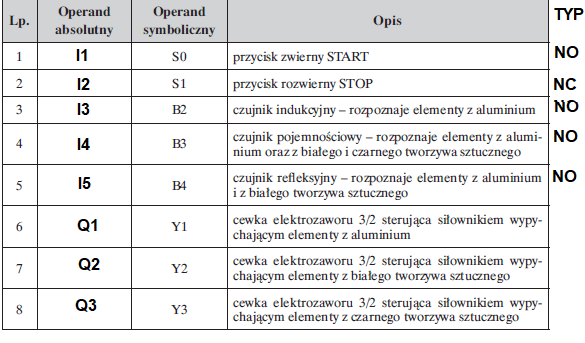 Lp. Operand absolutny Operand symboliczny Opis TYP
1 I1 S0 przycisk zwierny START NO
2 I2 S1 przycisk rozwierny STOP NC
3 I3 B2 czujnik indukcyjny – rozpoznaje elementy z aluminium NO
4 I4 B3 czujnik pojemnościowy – rozpoznaje elementy z alumi-
nium oraz z białego i czarnego tworzywa sztucznego NO
5 I5 B4 czujnik refleksyjny – rozpoznaje elementy z aluminium
i z białego tworzywa sztucznego NO
6 Q1 Y1 cewka elektrozaworu 3/2 sterująca siłownikiem wypy-
chającym elementy z aluminium
7 Q2 Y2 cewka elektrozaworu 3/2 sterująca siłownikiem wypy-
chającym elementy z białego tworzywa sztucznego
8 Q3 Y3 cewka elektrozaworu 3/2 sterująca siłownikiem wypy-
chającym elementy z czarnego tworzywa sztucznego